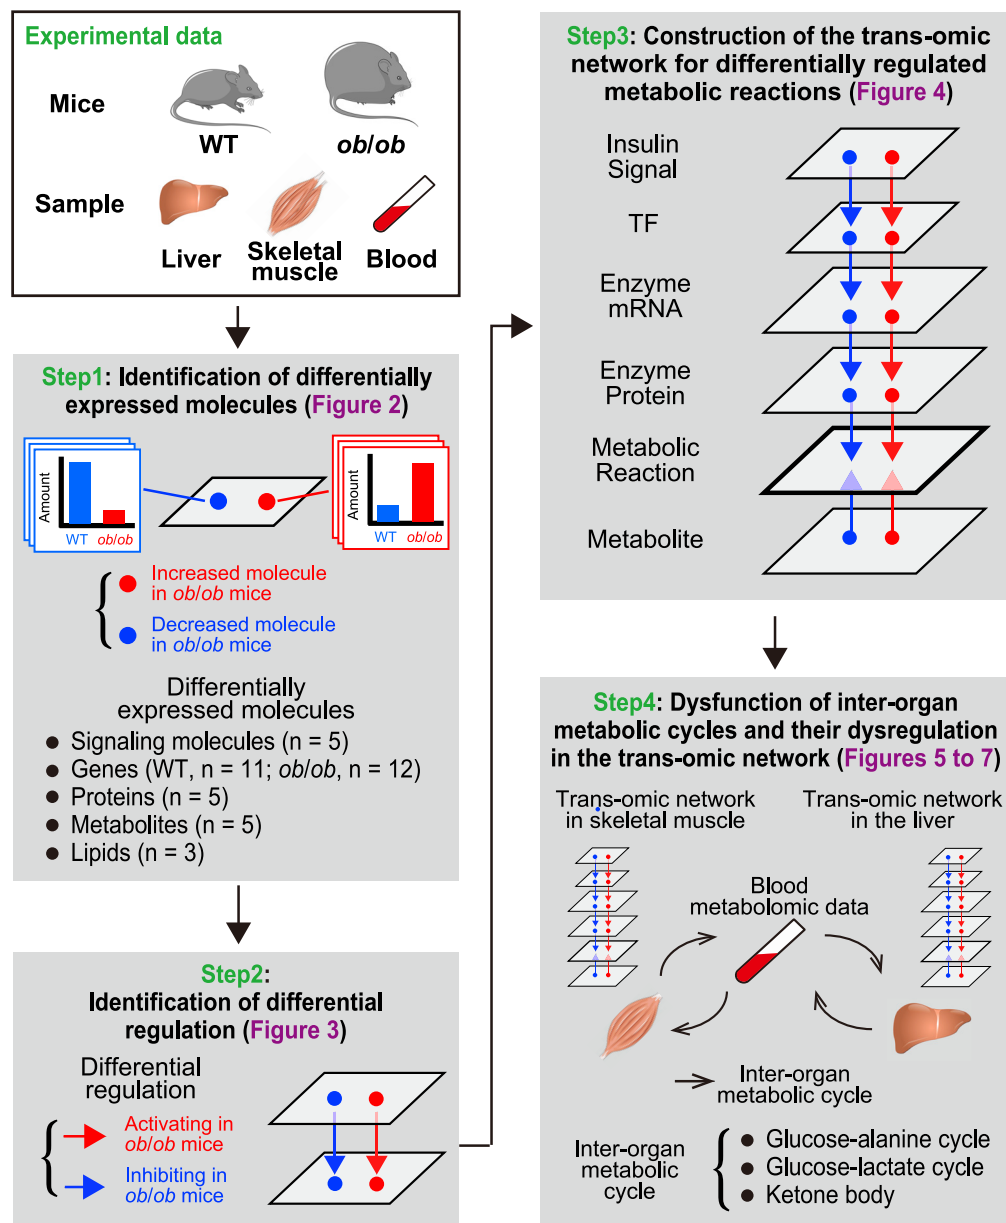 Experimental data
Mice
WT
ob/ob
Sample
Liver
Skeletal
muscle
Blood
Step1: Identification of differentially
expressed molecules (Figure 2)
Amount
WT ob/ob
Amount
WT ob/ob
Increased molecule
in ob/ob mice
Decreased molecule
in ob/ob mice
Differentially
expressed molecules
● Signaling molecules (n = 5)
● Genes (WT, n = 11; ob/ob, n = 12)
● Proteins (n = 5)
● Metabolites (n = 5)
● Lipids (n = 3)
Step2:
Identification of differential
regulation (Figure 3)
Differential
regulation
Activating in
ob/ob mice
Inhibiting in
ob/ob mice
Step3: Construction of the trans-omic
network for differentially regulated
metabolic reactions (Figure 4)
Insulin
Signal
TF
Enzyme
mRNA
Enzyme
Protein
Metabolic
Reaction
Metabolite
Step4: Dysfunction of inter-organ
metabolic cycles and their dysregulation
in the trans-omic network (Figures 5 to 7)
Trans-omic network
in skeletal muscle
Trans-omic network
in the liver
Blood
metabolomic data
Inter-organ
metabolic cycle
Inter-organ
metabolic
cycle
● Glucose-alanine cycle
● Glucose-lactate cycle
● Ketone body